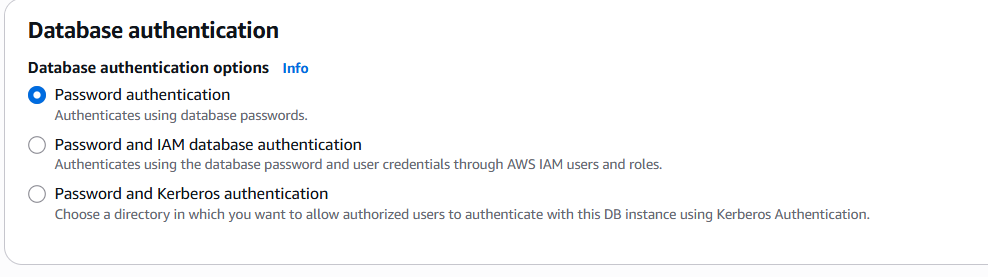 Database authentication
Database authentication options Info
Password authentication
Authenticates using database passwords.
Password and IAM database authentication
Authenticates using the database password and user credentials through AWS IAM users and roles.
Password and Kerberos authentication
Choose a directory in which you want to allow authorized users to authenticate with this DB instance using Kerberos Authentication.